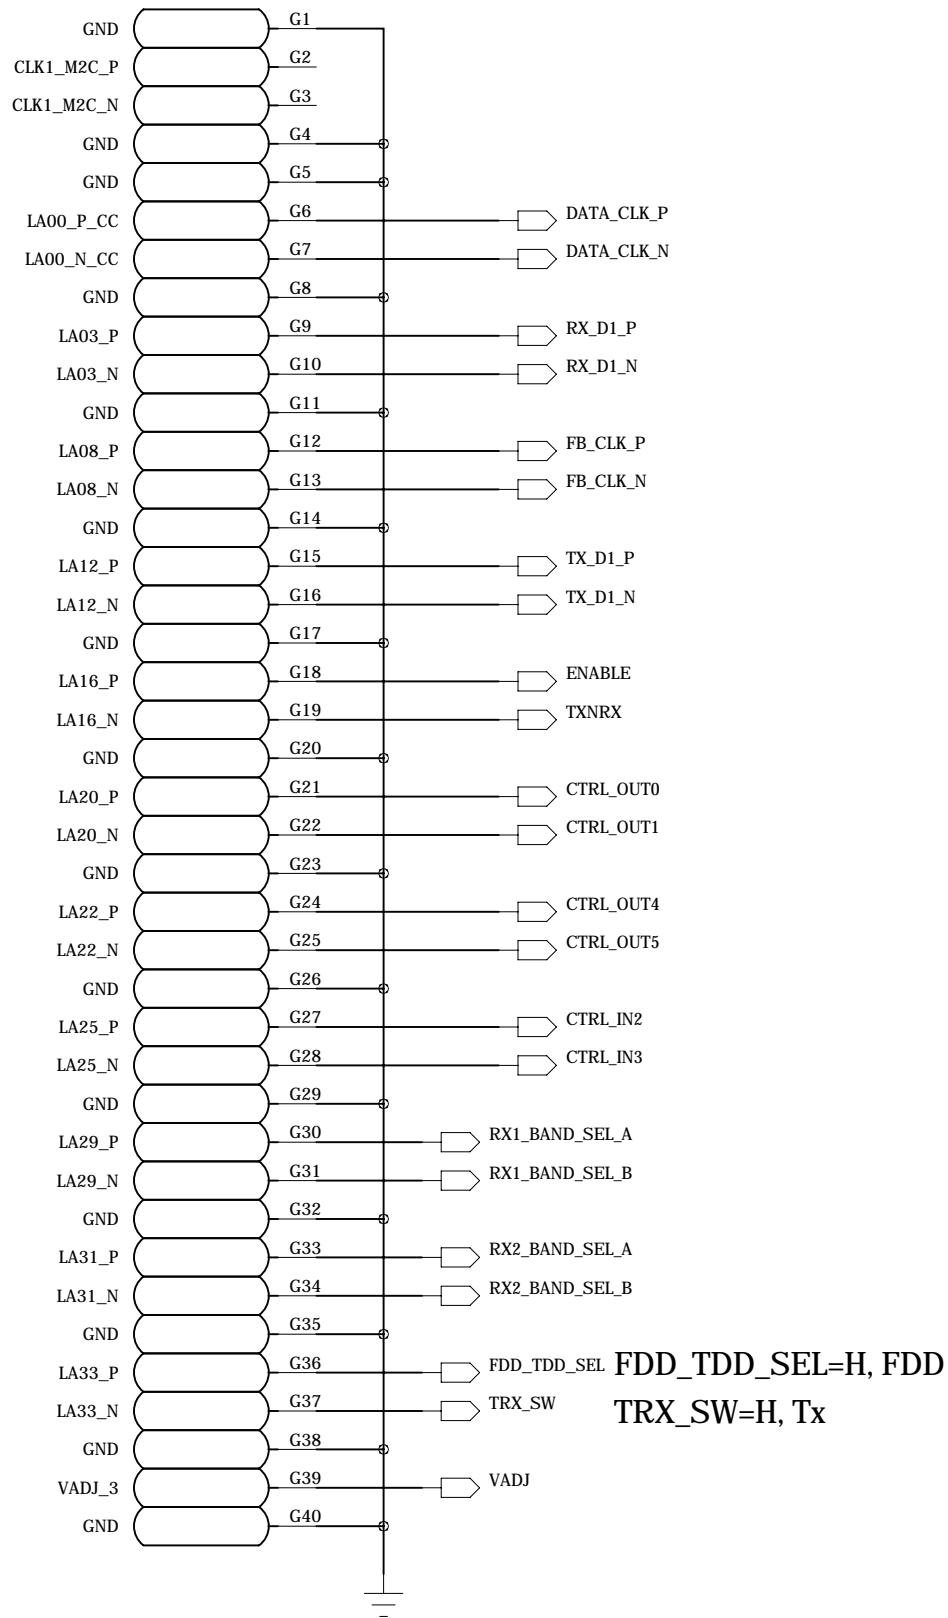 GND G1
CLK1_M2C_P G2
CLK1_M2C_N G3
GND G4
GND G5
LA00_P_CC G6 DATA_CLK_P
LA00_N_CC G7 DATA_CLK_N
GND G8
LA03_P G9 RX_D1_P
LA03_N G10 RX_D1_N
GND G11
LA08_P G12 FB_CLK_P
LA08_N G13 FB_CLK_N
GND G14
LA12_P G15 TX_D1_P
LA12_N G16 TX_D1_N
GND G17
LA16_P G18 ENABLE
LA16_N G19 TXNRX
GND G20
LA20_P G21 CTRL_OUT0
LA20_N G22 CTRL_OUT1
GND G23
LA22_P G24 CTRL_OUT4
LA22_N G25 CTRL_OUT5
GND G26
LA25_P G27 CTRL_IN2
LA25_N G28 CTRL_IN3
GND G29
LA29_P G30 RX1_BAND_SEL_A
LA29_N G31 RX1_BAND_SEL_B
GND G32
LA31_P G33 RX2_BAND_SEL_A
LA31_N G34 RX2_BAND_SEL_B
GND G35
LA33_P G36 FDD_TDD_SEL FDD_TDD_SEL=H, FDD
LA33_N G37 TRX_SW TRX_SW=H, Tx
GND G38
VADJ_3 G39 VADJ
GND G40